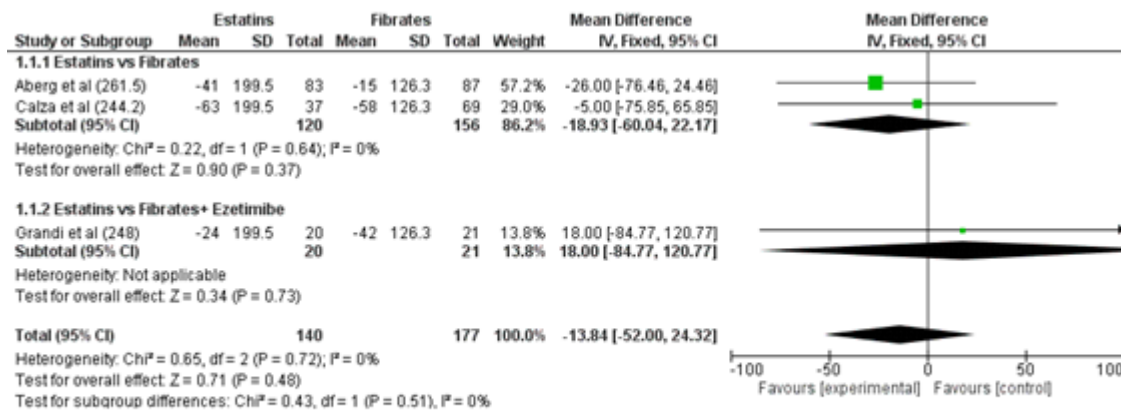 Estatins Fibrates Mean Difference Mean Difference
Study or Subgroup Mean SD Total Mean SD Total Weight IV, Fixed, 95% CI IV, Fixed, 95% CI
1.1.1 Estatins vs Fibrates
Aberg et al (261.5) -41 199.5 83 -15 126.3 87 57.2% -26.00 [-76.46, 24.46]
Calza et al (244.2) -63 199.5 37 -58 126.3 69 29.0% -5.00 [-75.85, 65.85]
Subtotal (95% CI) 120 156 86.2% -18.93 [-60.04, 22.17]
Heterogeneity: Chi² = 0.22, df = 1 (P = 0.64); I² = 0%
Test for overall effect: Z = 0.90 (P = 0.37)
1.1.2 Estatins vs Fibrates+ Ezetimibe
Grandi et al (248) -24 199.5 20 -42 126.3 21 13.8% 18.00 [-84.77, 120.77]
Subtotal (95% CI) 20 21 13.8% 18.00 [-84.77, 120.77]
Heterogeneity: Not applicable
Test for overall effect: Z = 0.34 (P = 0.73)
Total (95% CI) 140 177 100.0% -13.84 [-52.00, 24.32]
Heterogeneity: Chi² = 0.65, df = 2 (P = 0.72); I² = 0%
Test for overall effect: Z = 0.71 (P = 0.48)
Test for subgroup differences: Chi² = 0.43, df = 1 (P = 0.51), I² = 0%
-100 -50 0 50 100
Favours [experimental] Favours [control]